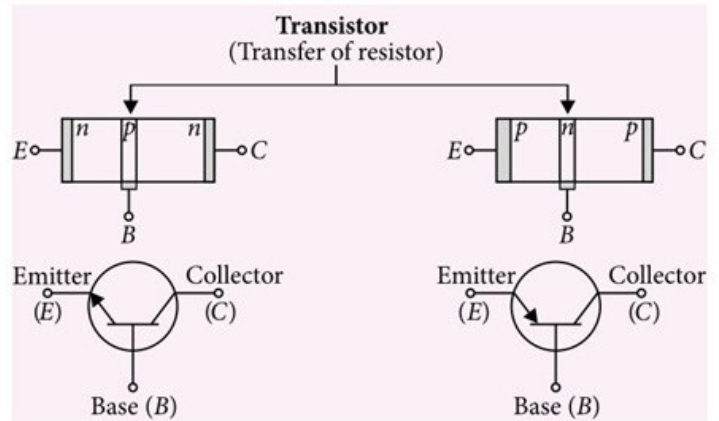 Transistor
(Transfer of resistor)
n p n
E C
B
p n p
E C
B
Emitter Collector
(E) (C)
Base (B)
Emitter Collector
(E) (C)
Base (B)